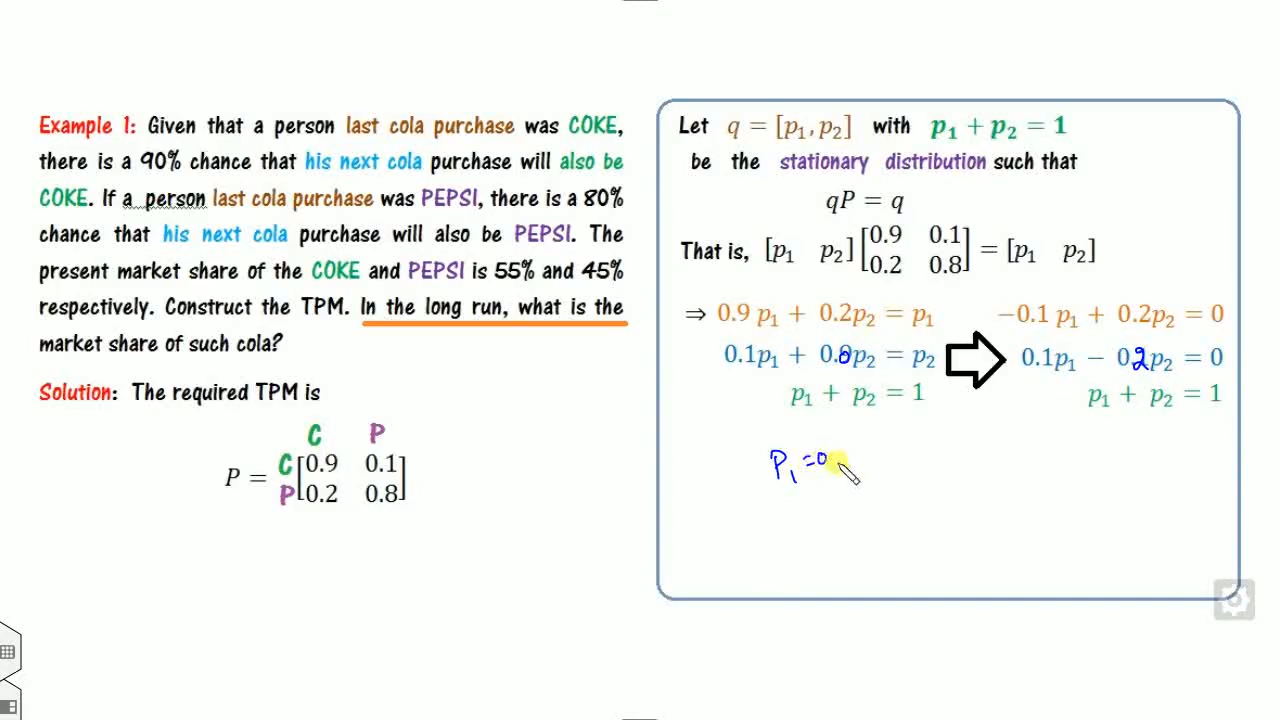 Example 1: Given that a person last cola purchase was COKE,
there is a 90% chance that his next cola purchase will also be
COKE. If a person last cola purchase was PEPSI, there is a 80%
chance that his next cola purchase will also be PEPSI. The
present market share of the COKE and PEPSI is 55% and 45%
respectively. Construct the TPM. In the long run, what is the
market share of such cola?
Solution: The required TPM is
C P
P = C [0.9 0.1]
P [0.2 0.8]
Let q = [p₁, p₂] with p₁ + p₂ = 1
be the stationary distribution such that
qP = q
That is, [p₁ p₂] [0.9 0.1
0.2 0.8] = [p₁ p₂]
⇒ 0.9 p₁ + 0.2p₂ = p₁ −0.1 p₁ + 0.2p₂ = 0
0.1p₁ + 0.0p₂ = p₂ 0.1p₁ − 0.2p₂ = 0
p₁ + p₂ = 1 p₁ + p₂ = 1
P₁ = 0